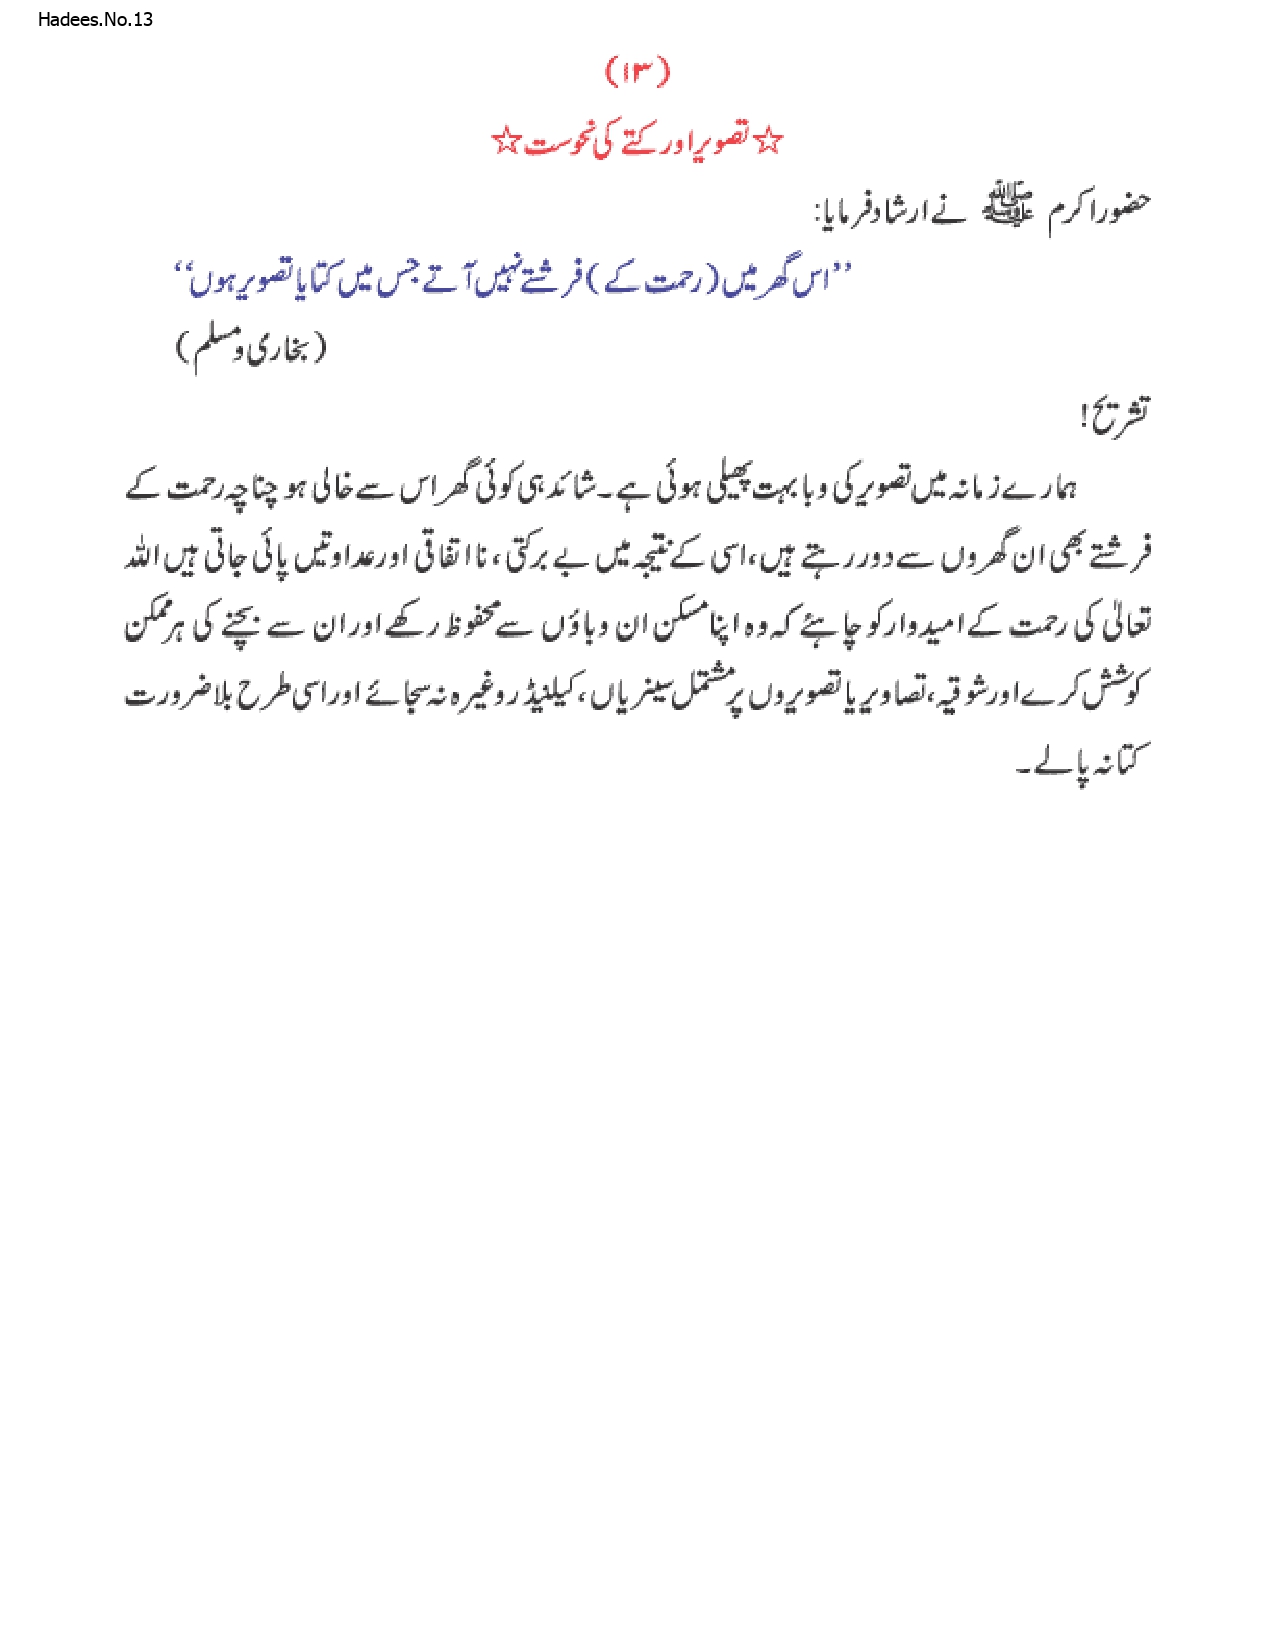 Hadees.No.13
(۱۳)
☆تصویر اور کتے کی نحوست☆
حضور اکرم ﷺ نے ارشاد فرمایا:
’’اس گھر میں (رحمت کے) فرشتے نہیں آتے جس میں کتا یا تصویر ہوں‘‘
(بخاری ومسلم)
تشریح!
ہمارے زمانہ میں تصویر کی وبا بہت پھیلی ہوئی ہے۔ شائد ہی کوئی گھر اس سے خالی ہو چناچہ رحمت کے
فرشتے بھی ان گھروں سے دور رہتے ہیں، اسی کے نتیجہ میں بے برکتی، نا اتفاقی اور عداوتیں پائی جاتی ہیں اللہ
تعالٰی کی رحمت کے امیدوار کو چاہئے کہ وہ اپنا مسکن ان وباؤں سے محفوظ رکھے اور ان سے بچنے کی ہر ممکن
کوشش کرے اور شوقیہ، تصاویر یا تصویروں پر مشتمل سینریاں، کیلنیڈر وغیرہ نہ سجائے اور اسی طرح بلا ضرورت
کتا نہ پالے۔